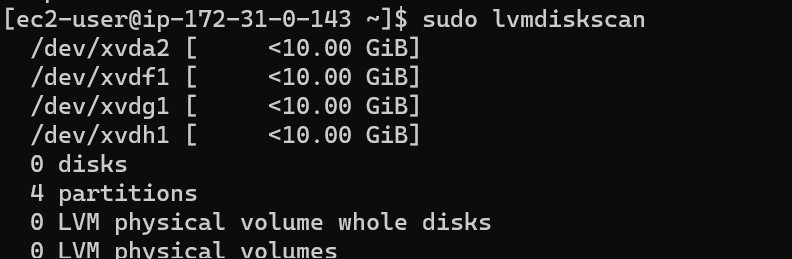 [ec2-user@ip-172-31-0-143 ~]$ sudo lvmdiskscan
  /dev/xvda2 [      <10.00 GiB]
  /dev/xvdf1 [      <10.00 GiB]
  /dev/xvdg1 [      <10.00 GiB]
  /dev/xvdh1 [      <10.00 GiB]
  0 disks
  4 partitions
  0 LVM physical volume whole disks
  0 LVM physical volumes